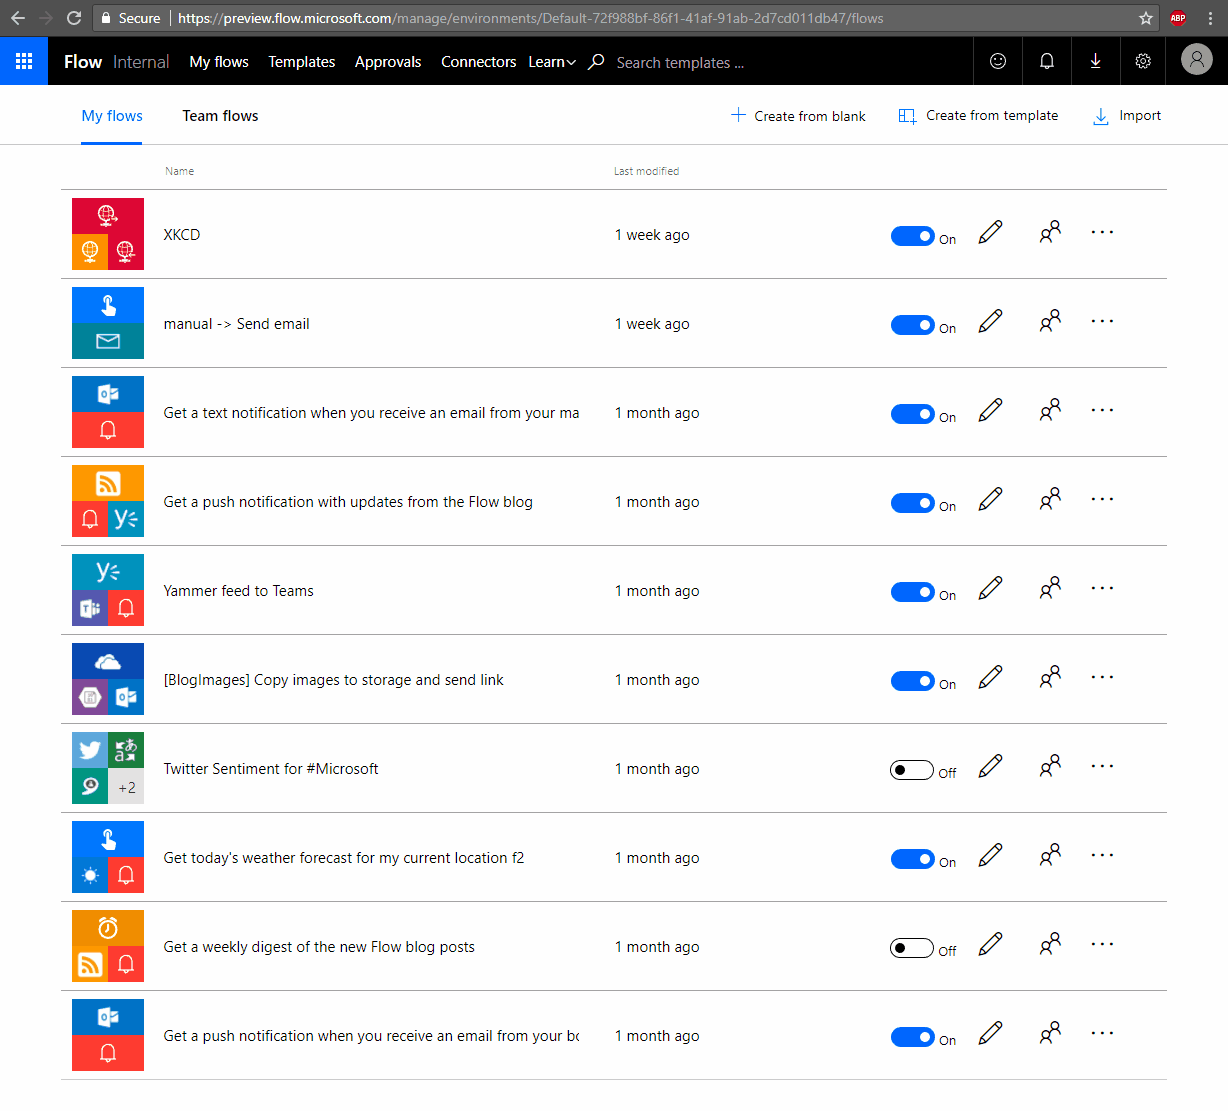 Secure | https://preview.flow.microsoft.com/manage/environments/Default-72f988bf-86f1-41af-91ab-2d7cd011db47/flows ABP
Flow Internal My flows Templates Approvals Connectors Learn Search templates ...
My flows Team flows Create from blank Create from template Import
Name Last modified
XKCD 1 week ago On
manual -> Send email 1 week ago On
Get a text notification when you receive an email from your ma 1 month ago On
Get a push notification with updates from the Flow blog 1 month ago On
Yammer feed to Teams 1 month ago On
[BlogImages] Copy images to storage and send link 1 month ago On
+2 Twitter Sentiment for #Microsoft 1 month ago Off
Get today's weather forecast for my current location f2 1 month ago On
Get a weekly digest of the new Flow blog posts 1 month ago Off
Get a push notification when you receive an email from your bo 1 month ago On